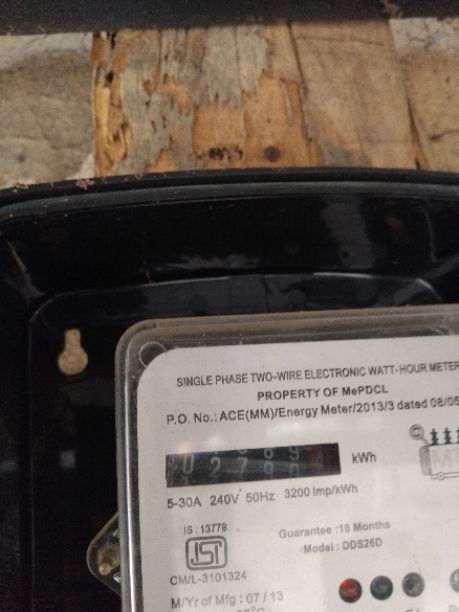 SINGLE PHASE TWO-WIRE ELECTRONIC WATT-HOUR METER
PROPERTY OF MePDCL
P.O. No.: ACE(MM)/Energy Meter/2013/3 dated 08/05
kWh
5-30A 240V 50Hz 3200 Imp/kWh
IS : 13779
Guarantee :18 Months
Model : DDS26D
CM/L-3101324
M/Yr of Mfg : 07 / 13